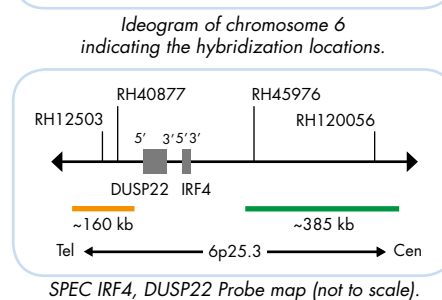 Ideogram of chromosome 6
indicating the hybridization locations.
RH40877 RH45976
RH12503 RH120056
5' 3' 5' 3'
DUSP22 IRF4
~160 kb ~385 kb
Tel 6p25.3 Cen
SPEC IRF4, DUSP22 Probe map (not to scale).